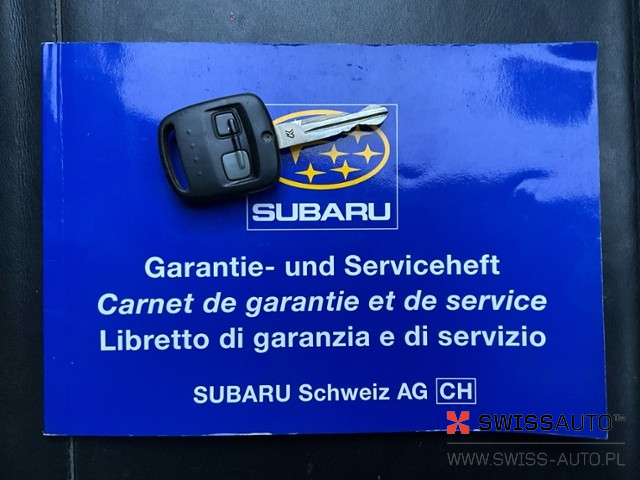 SUBARU
Garantie- und Serviceheft
Carnet de garantie et de service
Libretto di garanzia e di servizio
SUBARU Schweiz AG CH
SWISSAUTO
WWW.SWISS-AUTO.PL